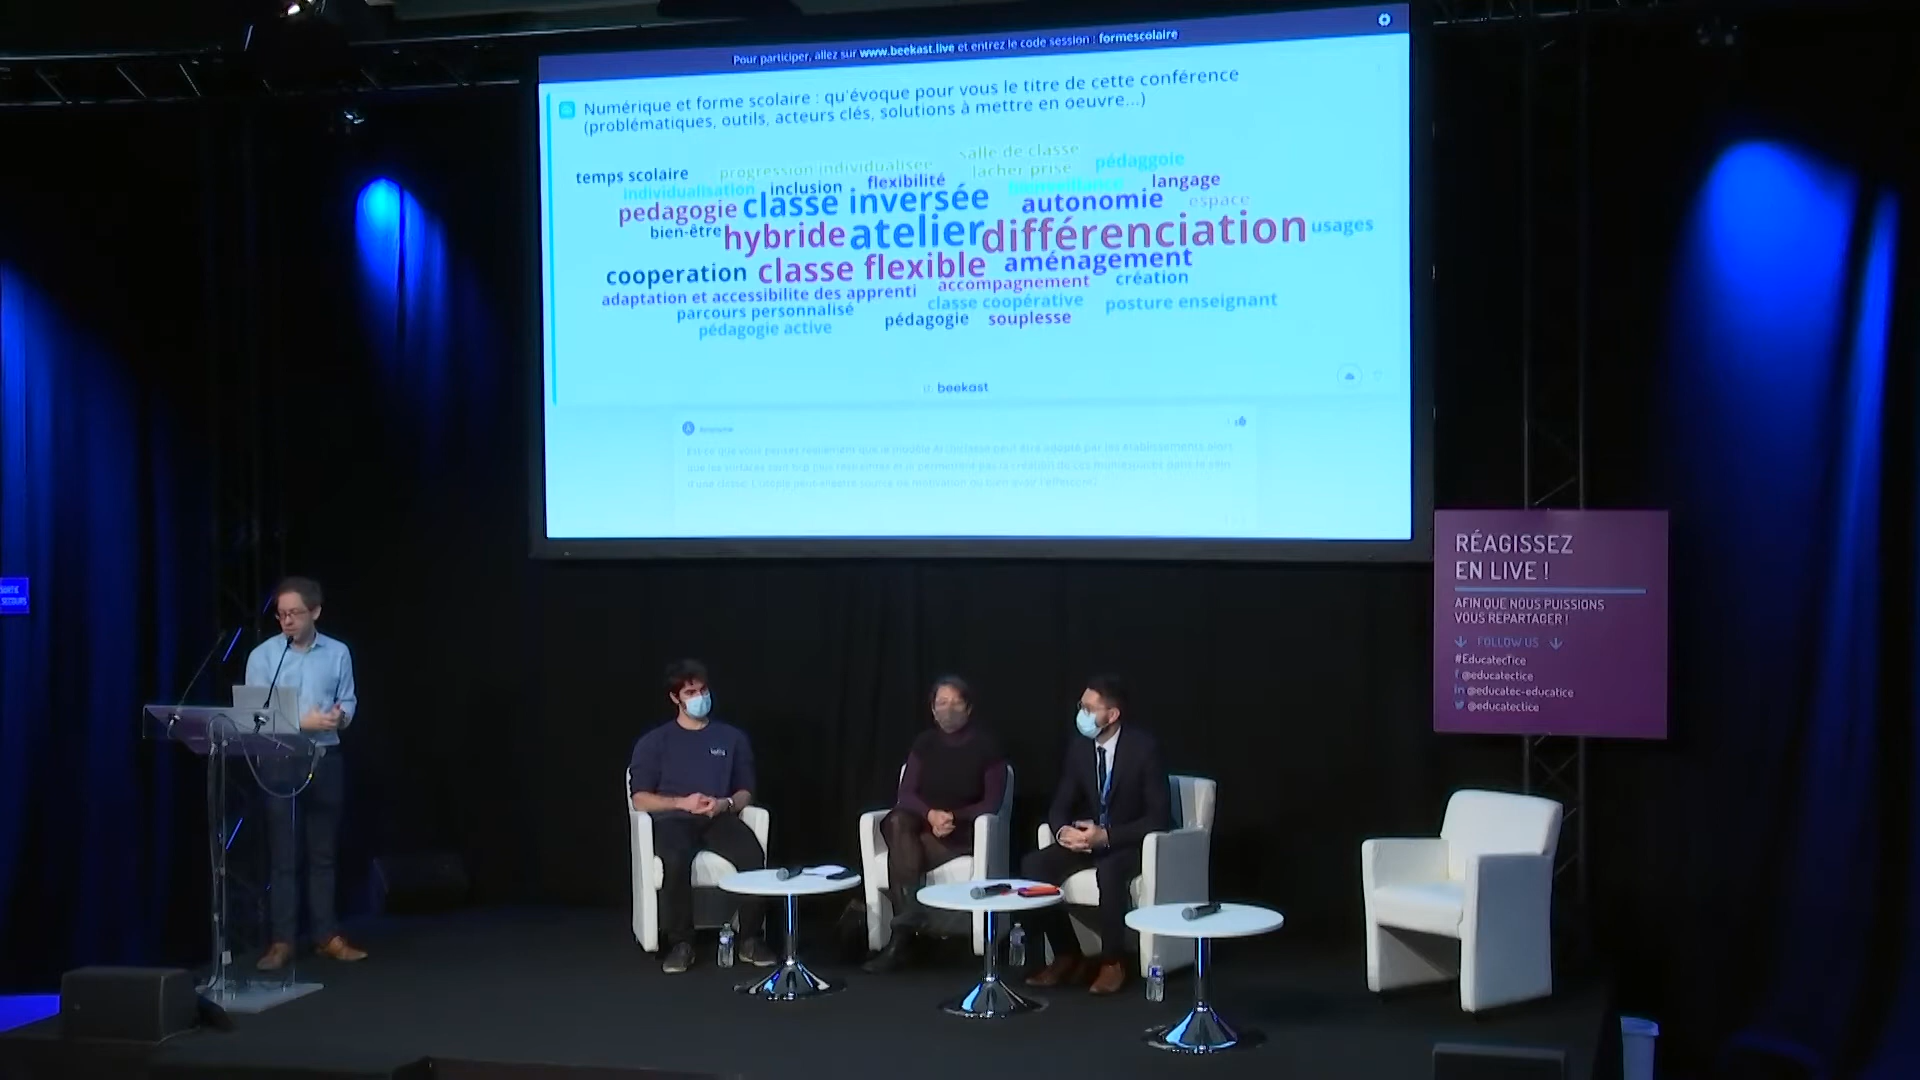 Pour participer, allez sur www.beekast.live et entrez le code session : formescolaire
Numérique et forme scolaire : qu'évoque pour vous le titre de cette conférence
(problématiques, outils, acteurs clés, solutions à mettre en oeuvre...)
salle de classe
temps scolaire progression individualisée lacher prise pédaggoie
individualisation inclusion flexibilité bienveillance langage
pedagogie classe inversée autonomie espace
bien-être hybride atelier différenciation usages
cooperation classe flexible aménagement
adaptation et accessibilite des apprenti accompagnement création
parcours personnalisé classe coopérative posture enseignant
pédagogie active pédagogie souplesse
beekast
RÉAGISSEZ
EN LIVE !
AFIN QUE NOUS PUISSIONS
VOUS REPARTAGER !
FOLLOW US
#EducatecTice
f @educatectice
in @educatec-educatice
@educatectice
SORTIE
SECOURS